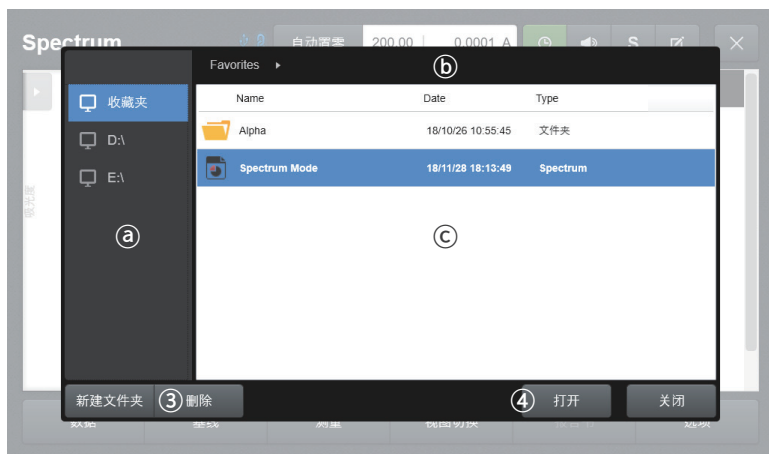 Spectrum
自动置零 200.00 0.0001 A S
Favorites
ⓑ
收藏夹
D:\
E:\
ⓐ
Name Date Type
Alpha 18/10/26 10:55:45 文件夹
Spectrum Mode 18/11/28 18:13:49 Spectrum
ⓒ
吸光度
新建文件夹 ③ 删除 ④ 打开 关闭
数据 基线 测量 视图切换 选项